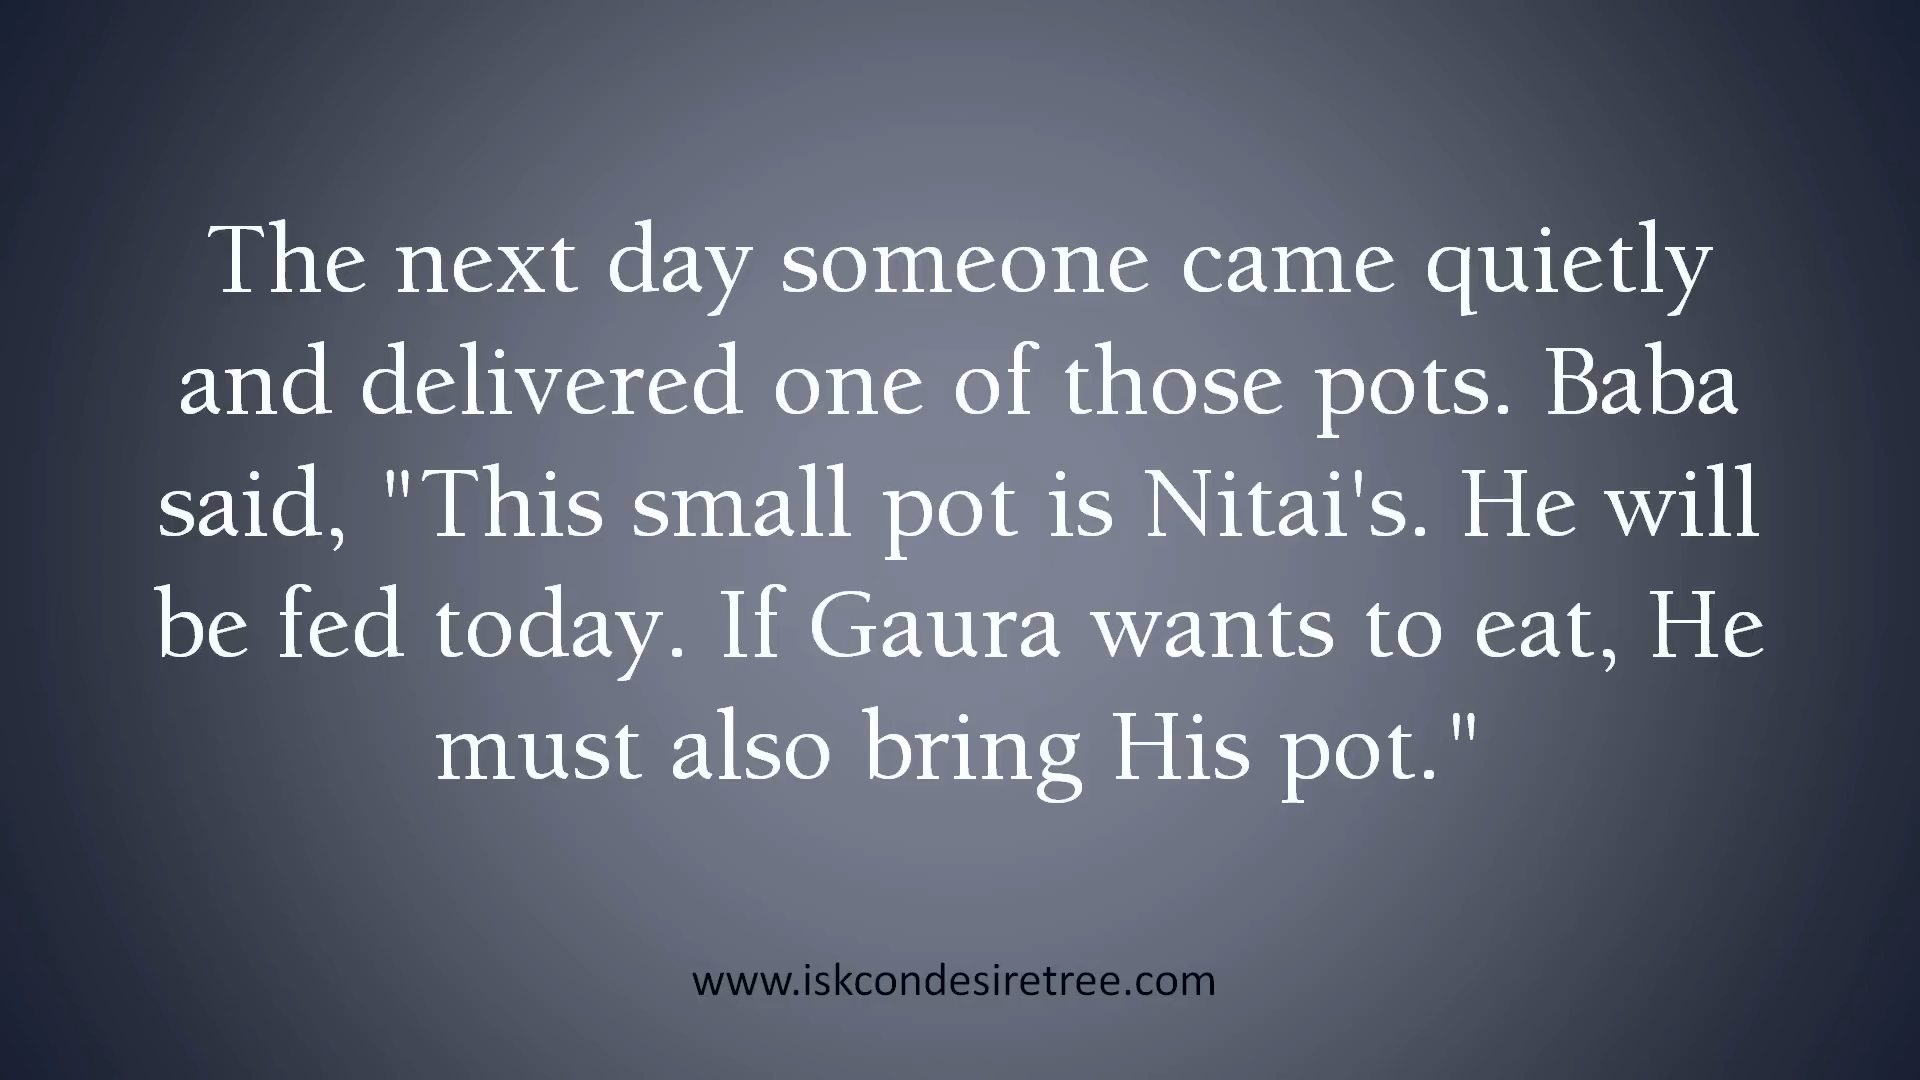 The next day someone came quietly
and delivered one of those pots. Baba
said, "This small pot is Nitai's. He will
be fed today. If Gaura wants to eat, He
must also bring His pot."
www.iskcondesiretree.com